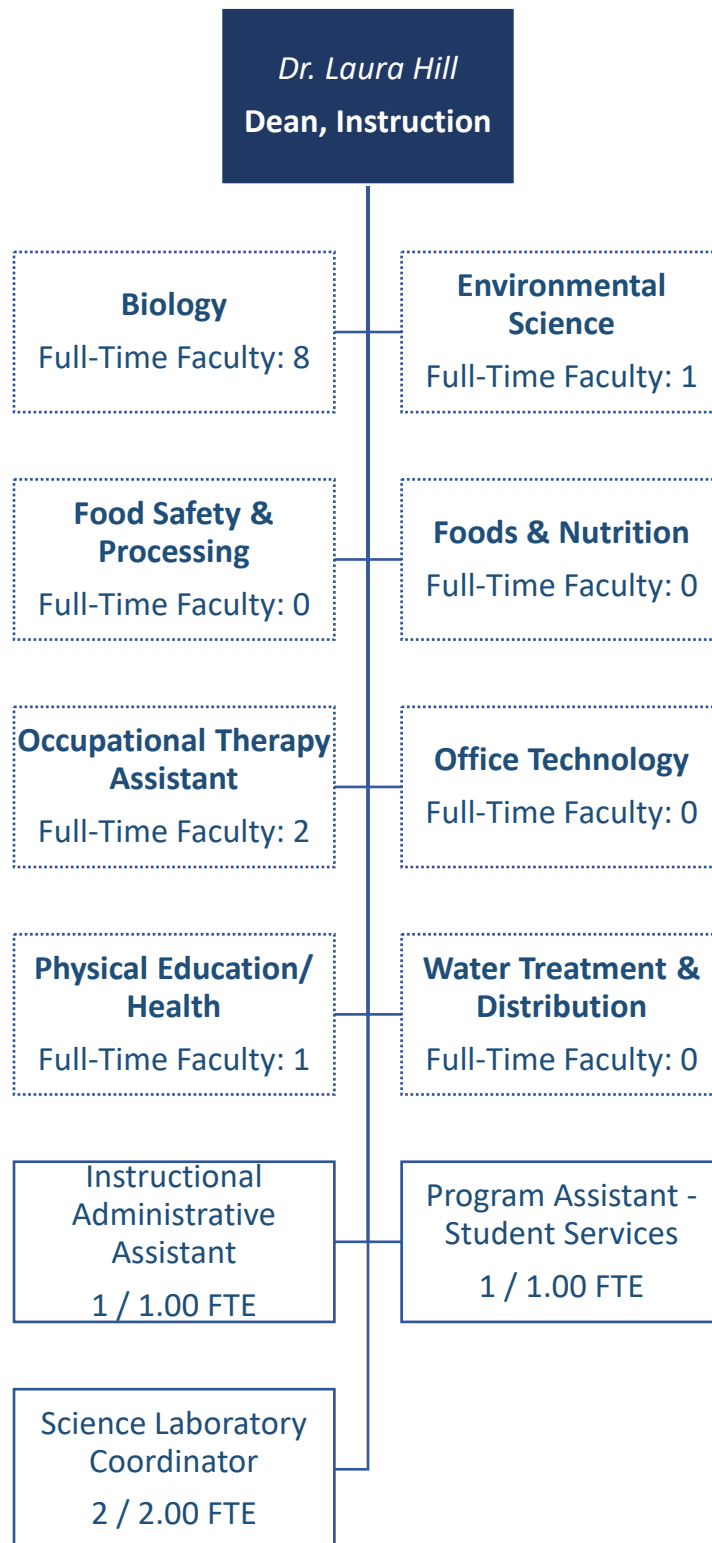 Dr. Laura Hill
Dean, Instruction
Biology
Full-Time Faculty: 8
Environmental
Science
Full-Time Faculty: 1
Food Safety &
Processing
Full-Time Faculty: 0
Foods & Nutrition
Full-Time Faculty: 0
Occupational Therapy
Assistant
Full-Time Faculty: 2
Office Technology
Full-Time Faculty: 0
Physical Education/
Health
Full-Time Faculty: 1
Water Treatment &
Distribution
Full-Time Faculty: 0
Instructional
Administrative
Assistant
1 / 1.00 FTE
Program Assistant -
Student Services
1 / 1.00 FTE
Science Laboratory
Coordinator
2 / 2.00 FTE